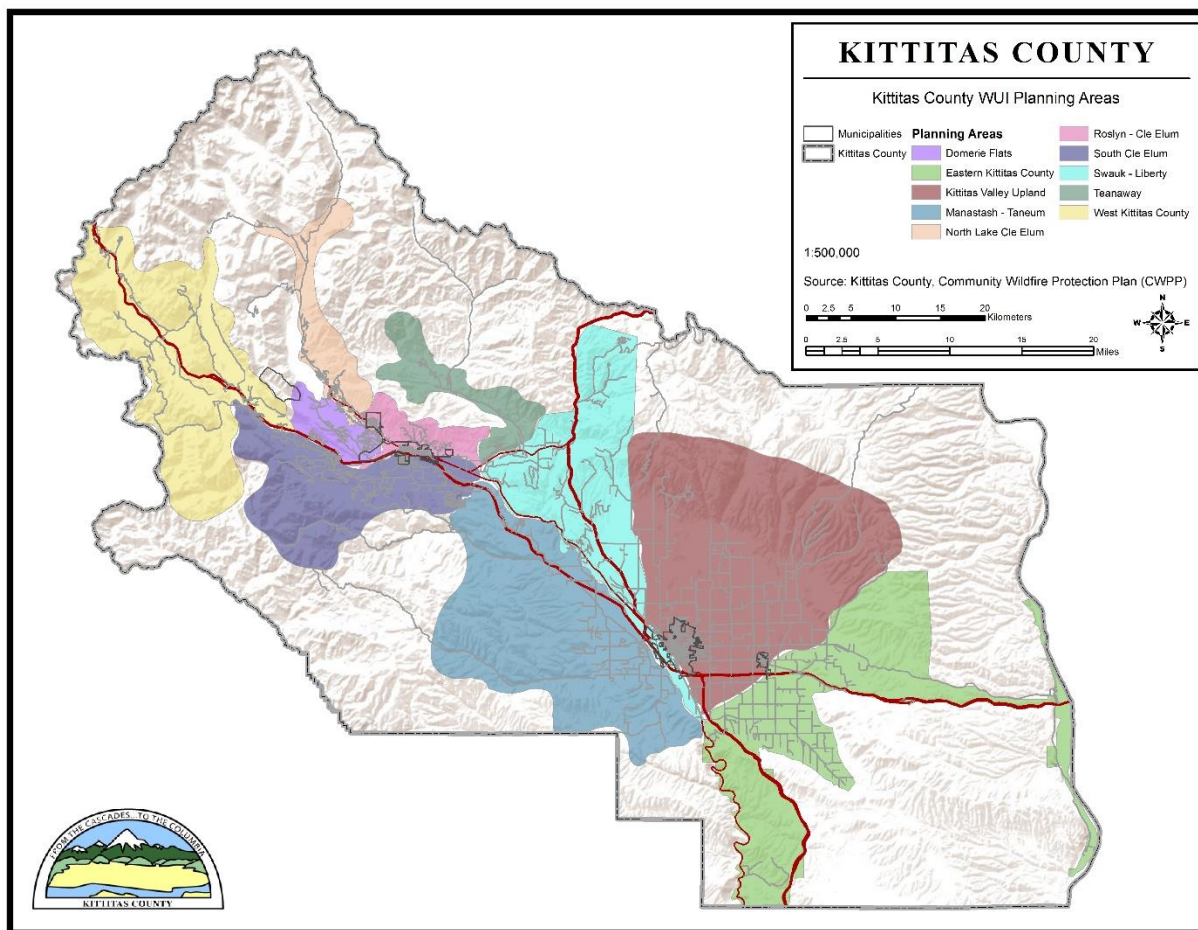 KITTITAS COUNTY
Kittitas County WUI Planning Areas
Municipalities
Kittitas County
Planning Areas
Domerie Flats
Eastern Kittitas County
Kittitas Valley Upland
Manastash - Taneum
North Lake Cle Elum
Roslyn - Cle Elum
South Cle Elum
Swauk - Liberty
Teanaway
West Kittitas County
1:500,000
Source: Kittitas County, Community Wildfire Protection Plan (CWPP)
0 2.5 5 10 15 20
Kilometers
0 2.5 5 10 15 20
Miles
N
W E
S
FROM THE CASCADES...TO THE COLUMBIA
KITTITAS COUNTY